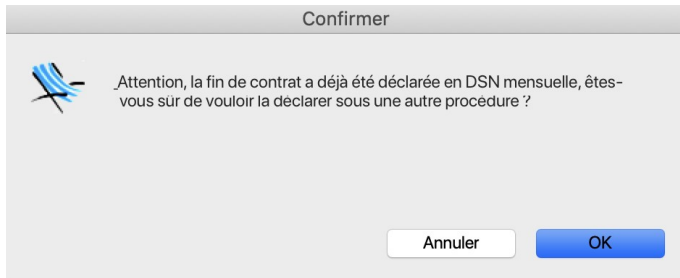 Confirmer
Attention, la fin de contrat a déjà été déclarée en DSN mensuelle, êtes-
vous sûr de vouloir la déclarer sous une autre procédure ?
Annuler
OK